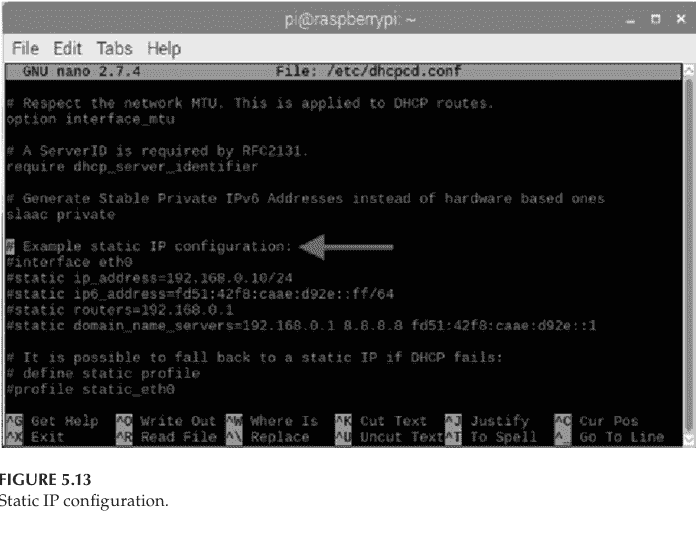 pi@raspberrypi: ~
File Edit Tabs Help
GNU nano 2.7.4 File: /etc/dhcpcd.conf
# Respect the network MTU. This is applied to DHCP routes.
option interface_mtu
# A ServerID is required by RFC2131.
require dhcp_server_identifier
# Generate Stable Private IPv6 Addresses instead of hardware based ones
slaac private
# Example static IP configuration:
#interface eth0
#static ip_address=192.168.0.10/24
#static ip6_address=fd51:42f8:caae:d92e::ff/64
#static routers=192.168.0.1
#static domain_name_servers=192.168.0.1 8.8.8.8 fd51:42f8:caae:d92e::1
# It is possible to fall back to a static IP if DHCP fails:
# define static profile
#profile static_eth0
^G Get Help ^O Write Out ^W Where Is ^K Cut Text ^J Justify ^C Cur Pos
^X Exit ^R Read File ^\ Replace ^U Uncut Text ^T To Spell ^_ Go To Line
FIGURE 5.13
Static IP configuration.